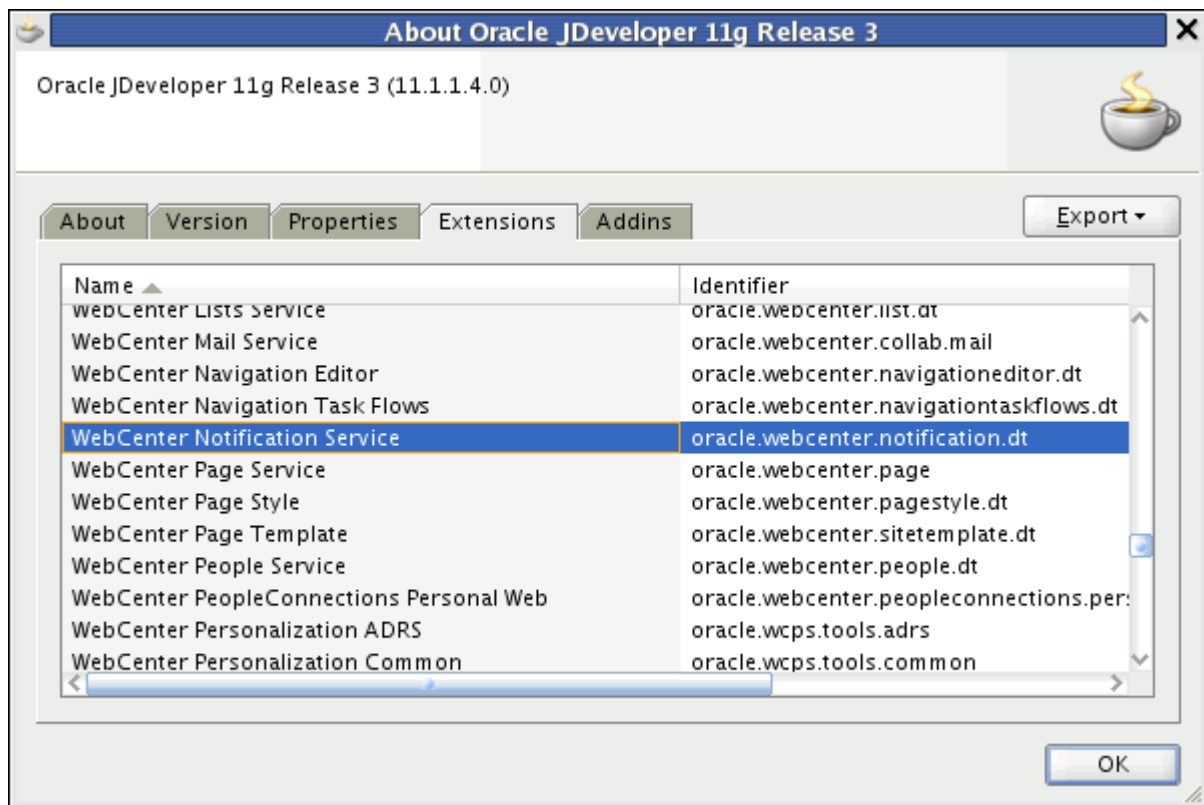 About Oracle JDeveloper 11g Release 3
Oracle JDeveloper 11g Release 3 (11.1.1.4.0)
About Version Properties Extensions Addins Export
Name Identifier
WebCenter Lists Service oracle.webcenter.list.dt
WebCenter Mail Service oracle.webcenter.collab.mail
WebCenter Navigation Editor oracle.webcenter.navigationeditor.dt
WebCenter Navigation Task Flows oracle.webcenter.navigationtaskflows.dt
WebCenter Notification Service oracle.webcenter.notification.dt
WebCenter Page Service oracle.webcenter.page
WebCenter Page Style oracle.webcenter.pagestyle.dt
WebCenter Page Template oracle.webcenter.sitetemplate.dt
WebCenter People Service oracle.webcenter.people.dt
WebCenter PeopleConnections Personal Web oracle.webcenter.peopleconnections.pers
WebCenter Personalization ADRS oracle.wcps.tools.adrs
WebCenter Personalization Common oracle.wcps.tools.common
OK